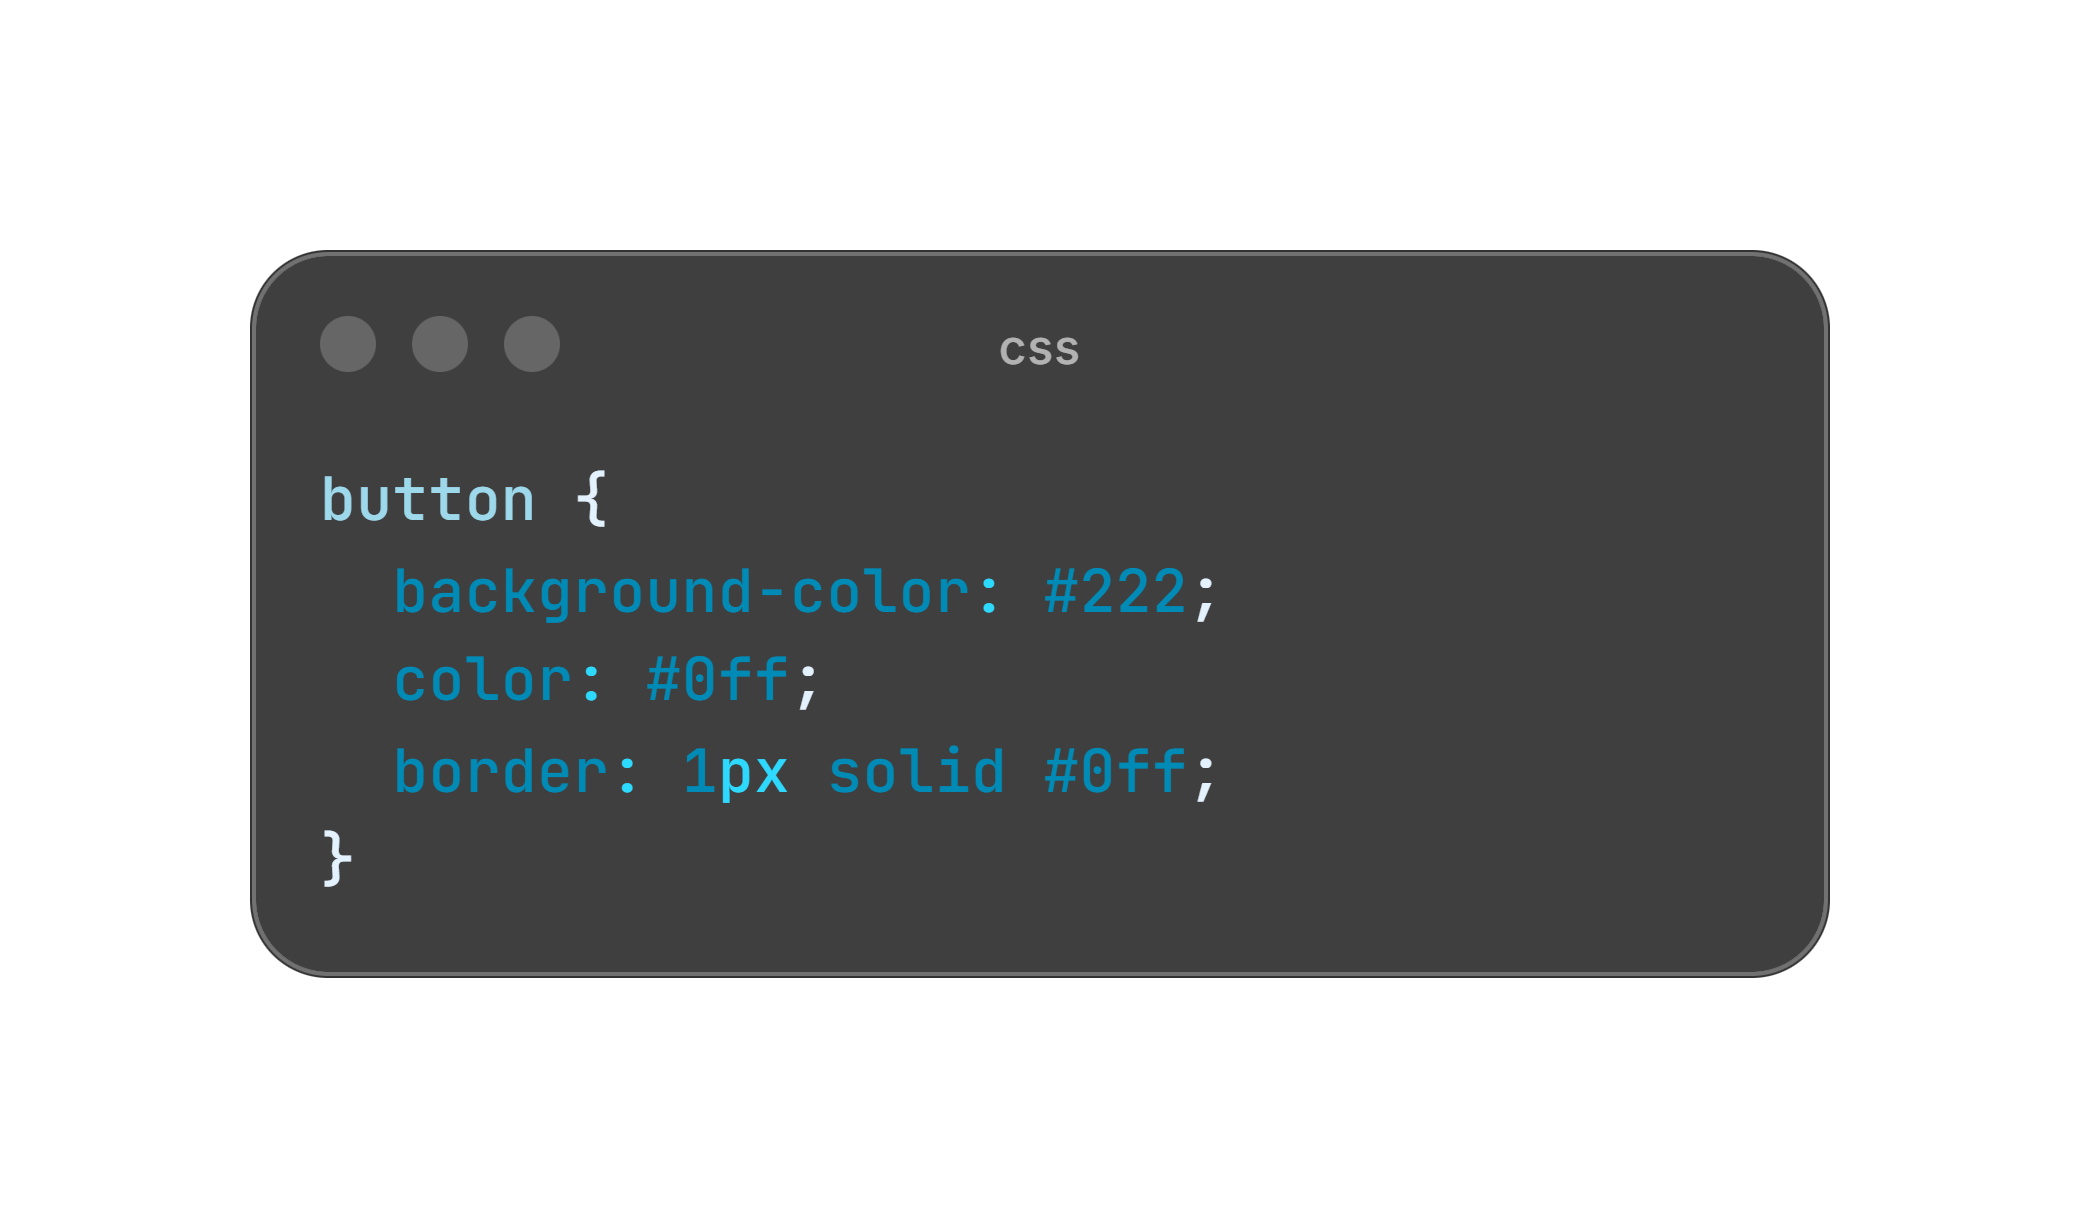 css
button {
  background-color: #222;
  color: #0ff;
  border: 1px solid #0ff;
}